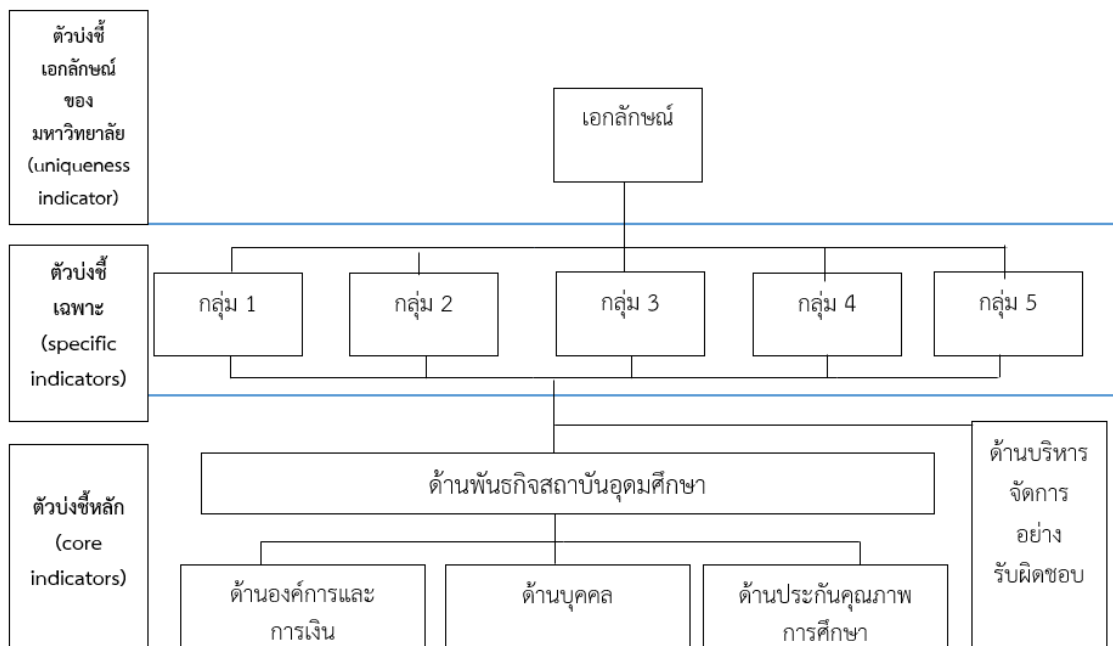 ตัวบ่งชี้
เอกลักษณ์
ของ
มหาวิทยาลัย
(uniqueness
indicator)
เอกลักษณ์
ตัวบ่งชี้
เฉพาะ
(specific
indicators)
กลุ่ม 1
กลุ่ม 2
กลุ่ม 3
กลุ่ม 4
กลุ่ม 5
ตัวบ่งชี้หลัก
(core
indicators)
ด้านพันธกิจสถาบันอุดมศึกษา
ด้านบริหาร
จัดการ
อย่าง
รับผิดชอบ
ด้านองค์การและ
การเงิน
ด้านบุคคล
ด้านประกันคุณภาพ
การศึกษา